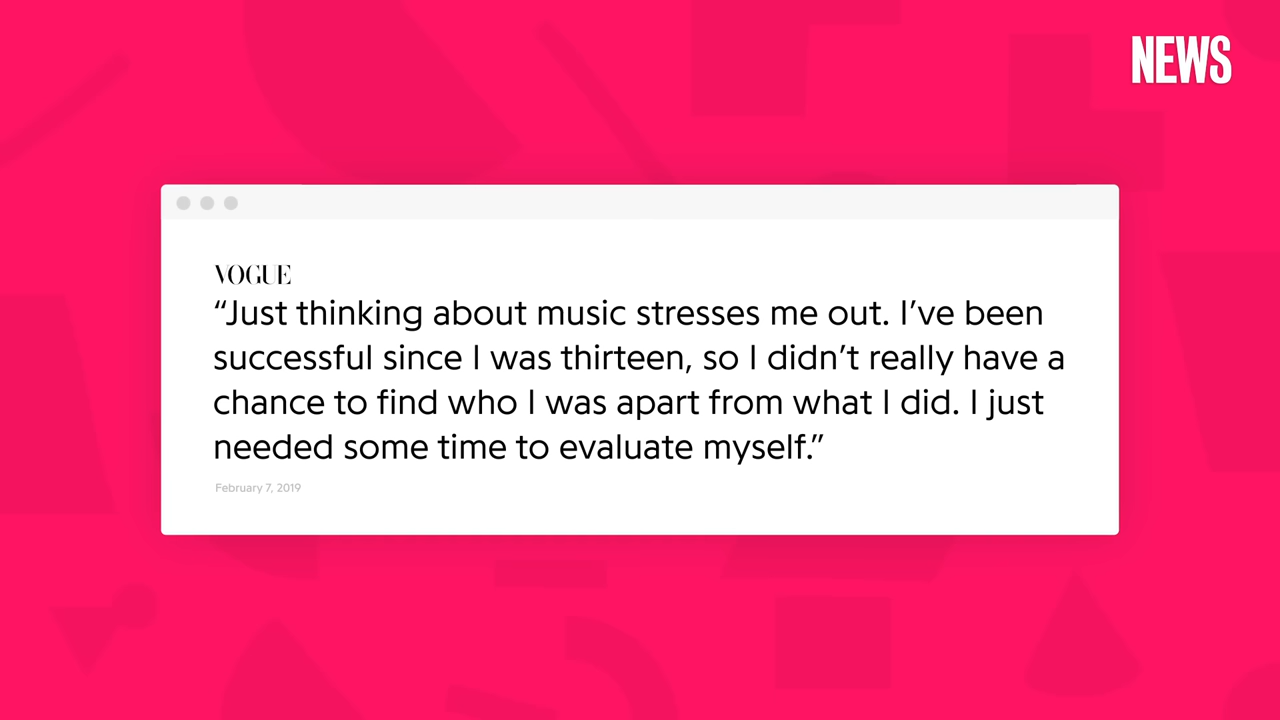 NEWS
VOGUE
“Just thinking about music stresses me out. I’ve been
successful since I was thirteen, so I didn’t really have a
chance to find who I was apart from what I did. I just
needed some time to evaluate myself.”
February 7, 2019